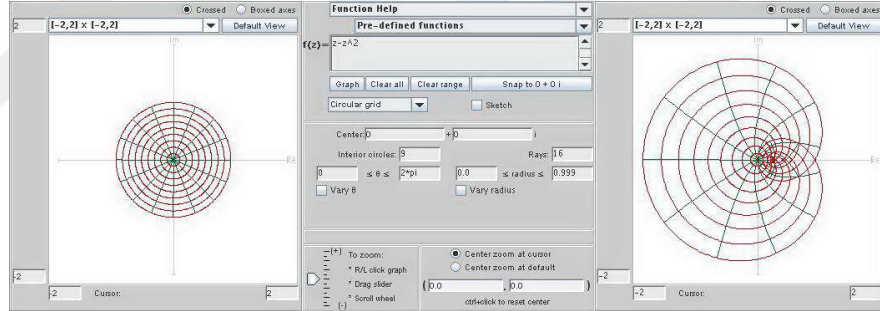 Crossed Boxed axes
2 [-2,2] x [-2,2] Default View
Im
Re
-2
-2 Cursor: 2
Function Help
Pre-defined functions
f(z)= z-z^2
Graph Clear all Clear range Snap to 0 + 0 i
Circular grid Sketch
Center: 0 + 0 i
Interior circles: 9 Rays: 16
0 ≤ θ ≤ 2*pi 0.0 ≤ radius ≤ 0.999
Vary θ Vary radius
(+) To zoom:
* R/L click graph
* Drag slider
* Scroll wheel
(-)
Center zoom at cursor
Center zoom at default
( 0.0 , 0.0 )
ctrl+click to reset center
Crossed Boxed axes
2 [-2,2] x [-2,2] Default View
Im
Re
-2
-2 Cursor: 2